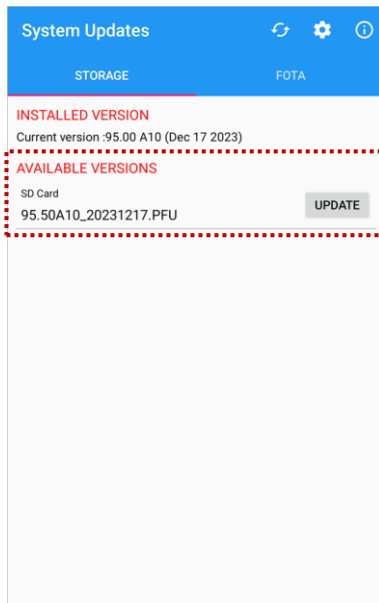 System Updates
STORAGE FOTA
INSTALLED VERSION
Current version :95.00 A10 (Dec 17 2023)
AVAILABLE VERSIONS
SD Card
95.50A10_20231217.PFU
UPDATE